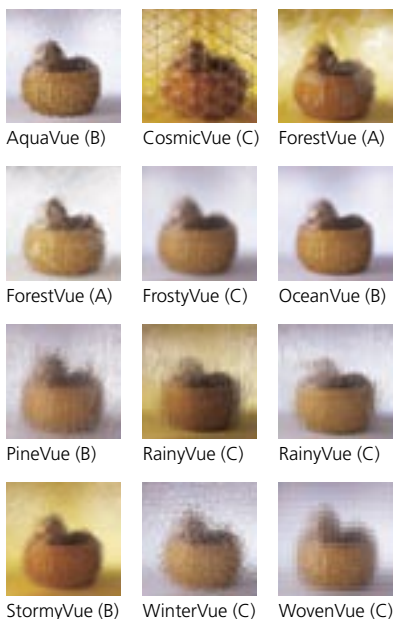 AquaVue (B)
CosmicVue (C)
ForestVue (A)
ForestVue (A)
FrostyVue (C)
OceanVue (B)
PineVue (B)
RainyVue (C)
RainyVue (C)
StormyVue (B)
WinterVue (C)
WovenVue (C)